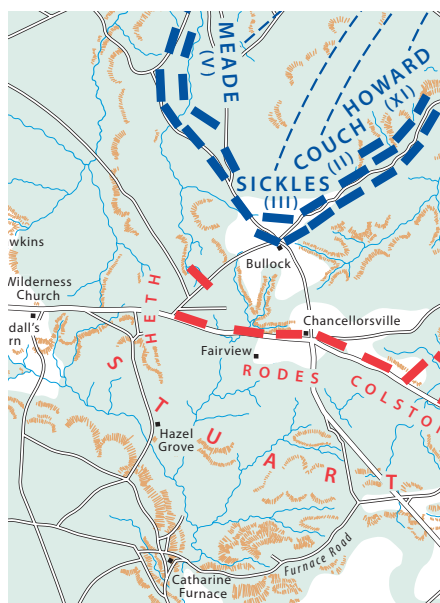 MEADE
(V)
HOWARD
(XI)
COUCH
(II)
SICKLES
(III)
Bullock
wkins
Wilderness
Church
HETH
dall's
rn
Chancellorsville
Fairview
RODES
COLSTON
STUART
Hazel
Grove
Furnace Road
Catharine
Furnace